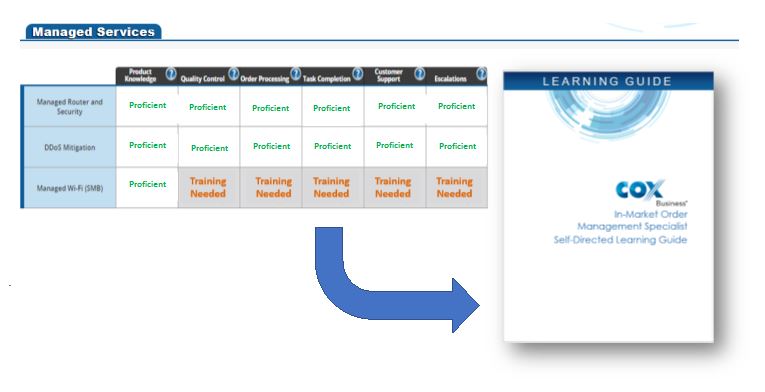 Managed Services
Product Knowledge ? Quality Control ? Order Processing ? Task Completion ? Customer Support ? Escalations ?
Managed Router and Security Proficient Proficient Proficient Proficient Proficient Proficient
DDoS Mitigation Proficient Proficient Proficient Proficient Proficient Proficient
Managed Wi-Fi (SMB) Proficient Training Needed Training Needed Training Needed Training Needed Training Needed
LEARNING GUIDE
COX
Business®
In-Market Order
Management Specialist
Self-Directed Learning Guide